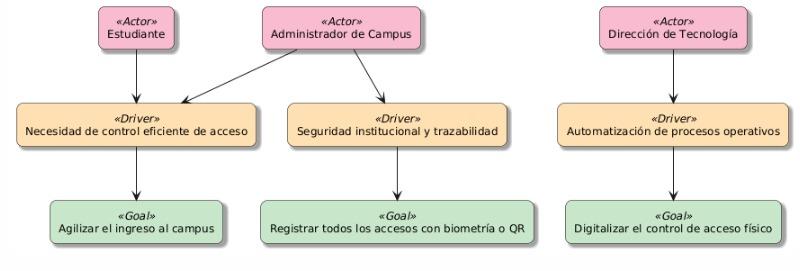 «Actor»
Estudiante
«Actor»
Administrador de Campus
«Actor»
Dirección de Tecnología
«Driver»
Necesidad de control eficiente de acceso
«Driver»
Seguridad institucional y trazabilidad
«Driver»
Automatización de procesos operativos
«Goal»
Agilizar el ingreso al campus
«Goal»
Registrar todos los accesos con biometría o QR
«Goal»
Digitalizar el control de acceso físico